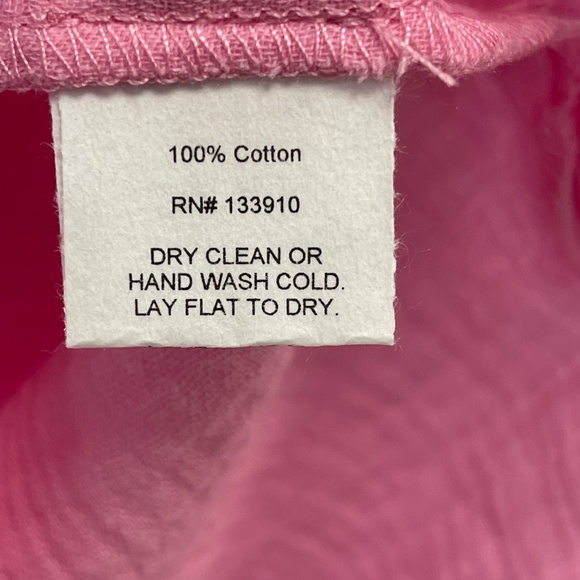 100% Cotton
RN# 133910
DRY CLEAN OR
HAND WASH COLD.
LAY FLAT TO DRY.